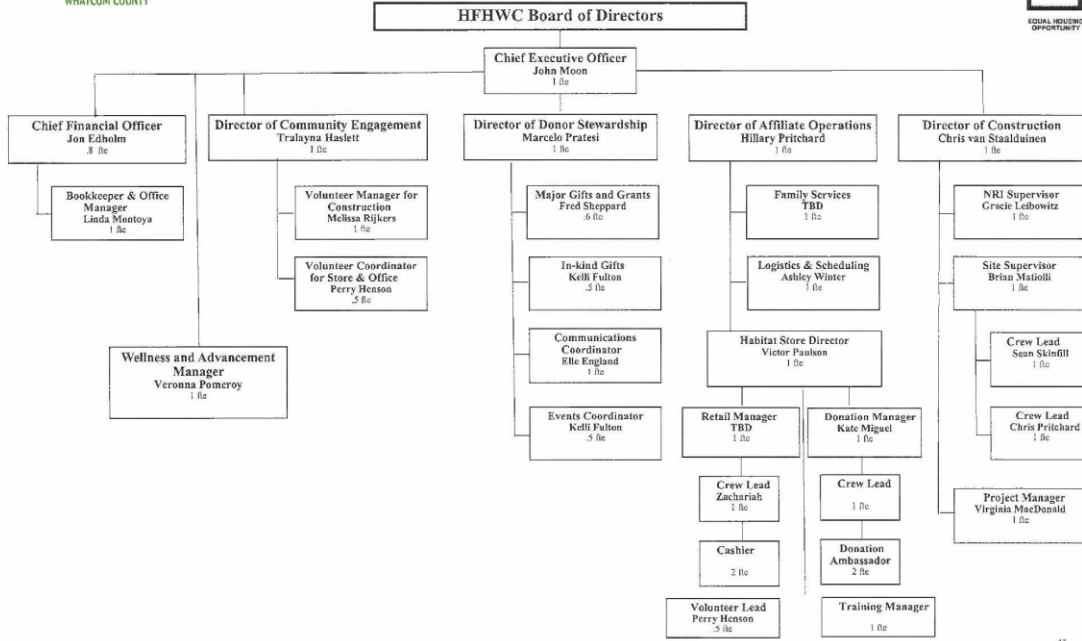 WHATCOM COUNTY
EQUAL HOUSING
OPPORTUNITY
HFHWC Board of Directors
Chief Executive Officer
John Moon
1 fte
Chief Financial Officer
Jon Edholm
.8 fte
Bookkeeper & Office
Manager
Linda Montoya
1 fte
Wellness and Advancement
Manager
Veronna Pomeroy
1 fte
Director of Community Engagement
Tralayna Haslett
1 fte
Volunteer Manager for
Construction
Melissa Rijkers
1 fte
Volunteer Coordinator
for Store & Office
Perry Henson
.5 fte
Director of Donor Stewardship
Marcelo Pratesi
1 fte
Major Gifts and Grants
Fred Sheppard
.6 fte
In-kind Gifts
Kelli Fulton
.5 fte
Communications
Coordinator
Elle England
1 fte
Events Coordinator
Kelli Fulton
.5 fte
Director of Affiliate Operations
Hillary Pritchard
1 fte
Family Services
TBD
1 fte
Logistics & Scheduling
Ashley Winter
1 fte
Habitat Store Director
Victor Paulson
1 fte
Retail Manager
TBD
1 fte
Crew Lead
Zachariah
1 fte
Cashier
2 fte
Volunteer Lead
Perry Henson
.5 fte
Donation Manager
Kate Miguel
1 fte
Crew Lead
1 fte
Donation
Ambassador
2 fte
Training Manager
1 fte
Director of Construction
Chris van Staalduinen
1 fte
NRI Supervisor
Gracie Leibowitz
1 fte
Site Supervisor
Brian Matiolli
1 fte
Crew Lead
Sean Skinfill
1 fte
Crew Lead
Chris Pritchard
1 fte
Project Manager
Virginia MacDonald
1 fte